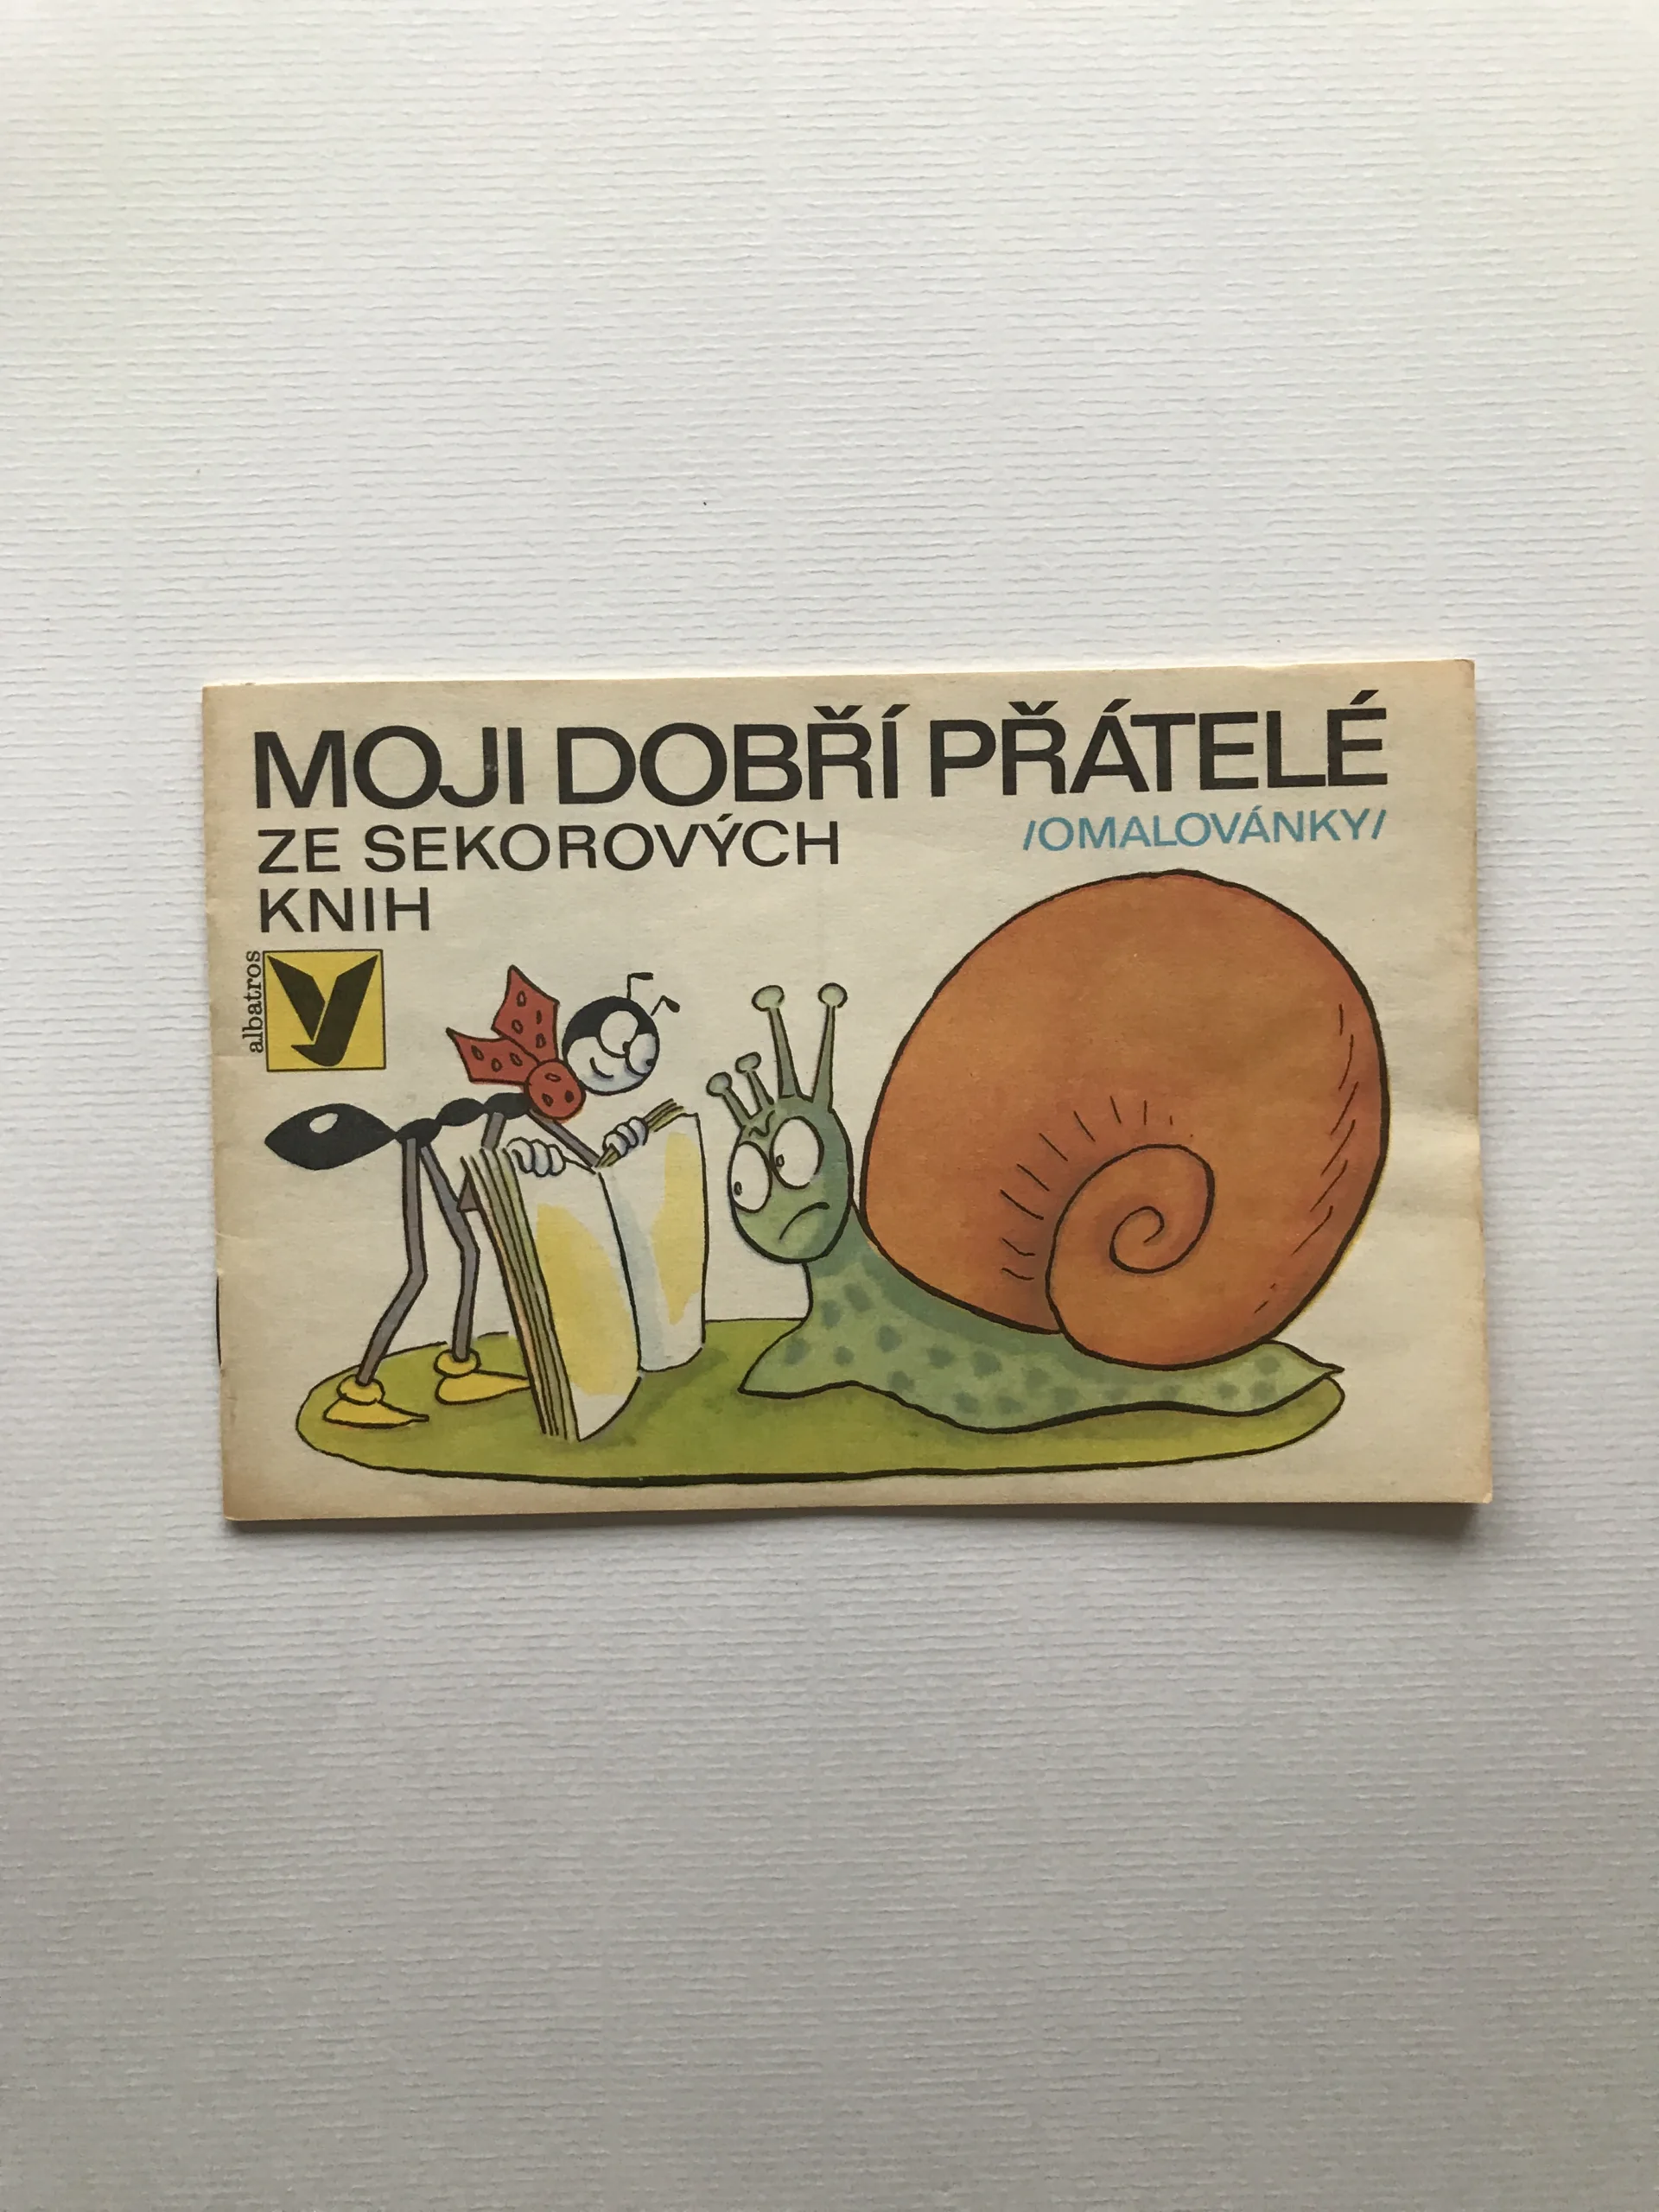 MOJI DOBŘÍ PŘÁTELÉ
ZE SEKOROVÝCH
KNIH
/OMALOVÁNKY/
albatros